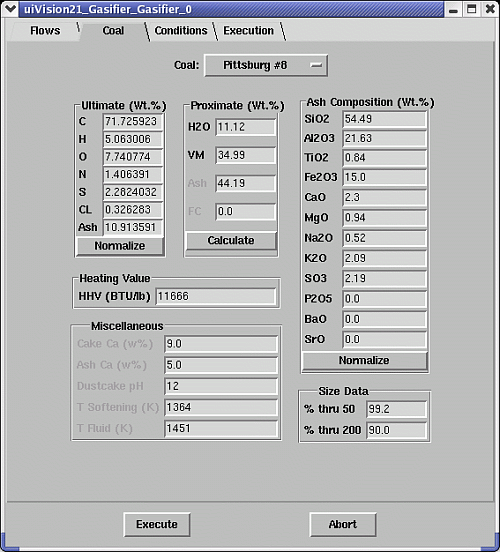 uiVision21_Gasifier_Gasifier_0
Flows Coal Conditions Execution
Coal: Pittsburg #8
Ultimate (Wt.%)
C 71.725923
H 5.063006
O 7.740774
N 1.406391
S 2.2824032
CL 0.326283
Ash 10.913591
Normalize
Proximate (Wt.%)
H2O 11.12
VM 34.99
Ash 44.19
FC 0.0
Calculate
Ash Composition (Wt.%)
SiO2 54.49
Al2O3 21.63
TiO2 0.84
Fe2O3 15.0
CaO 2.3
MgO 0.94
Na2O 0.52
K2O 2.09
SO3 2.19
P2O5 0.0
BaO 0.0
SrO 0.0
Normalize
Heating Value
HHV (BTU/lb) 11666
Miscellaneous
Cake Ca (w%) 9.0
Ash Ca (w%) 5.0
Dustcake pH 12
T Softening (K) 1364
T Fluid (K) 1451
Size Data
% thru 50 99.2
% thru 200 90.0
Execute Abort